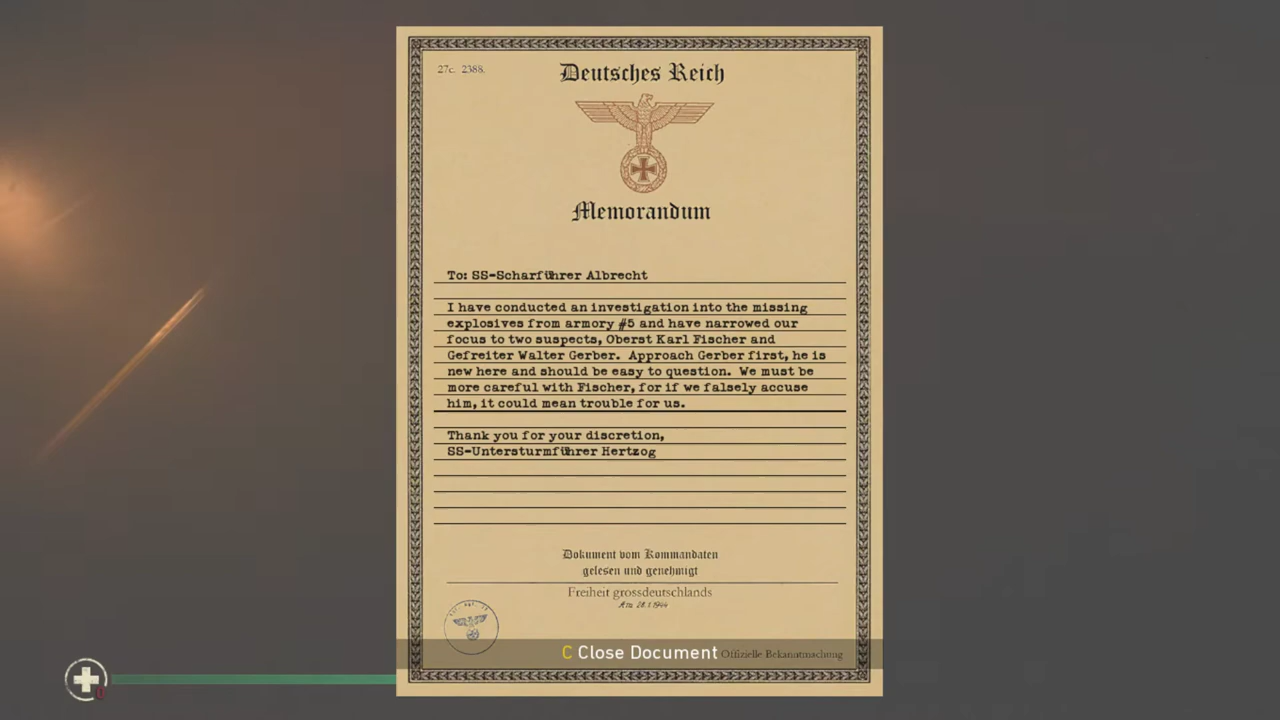 27c. 2388.
Deutsches Reich
Memorandum
To: SS-Scharführer Albrecht
I have conducted an investigation into the missing
explosives from armory #5 and have narrowed our
focus to two suspects, Oberst Karl Fischer and
Gefreiter Walter Gerber. Approach Gerber first, he is
new here and should be easy to question. We must be
more careful with Fischer, for if we falsely accuse
him, it could mean trouble for us.
Thank you for your discretion,
SS-Untersturmführer Hertzog
Dokument vom Kommandaten
gelesen und genehmigt
Freiheit grossdeutschlands
28.1.1944
C Close Document
Offizielle Bekanntmachung